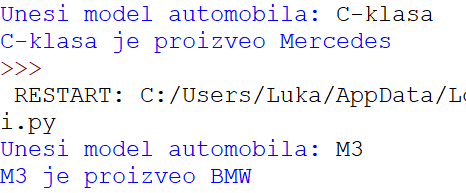 Unesi model automobila: C-klasa
C-klasa je proizveo Mercedes
>>>
RESTART: C:/Users/Luka/AppData/Lo
i.py
Unesi model automobila: M3
M3 je proizveo BMW